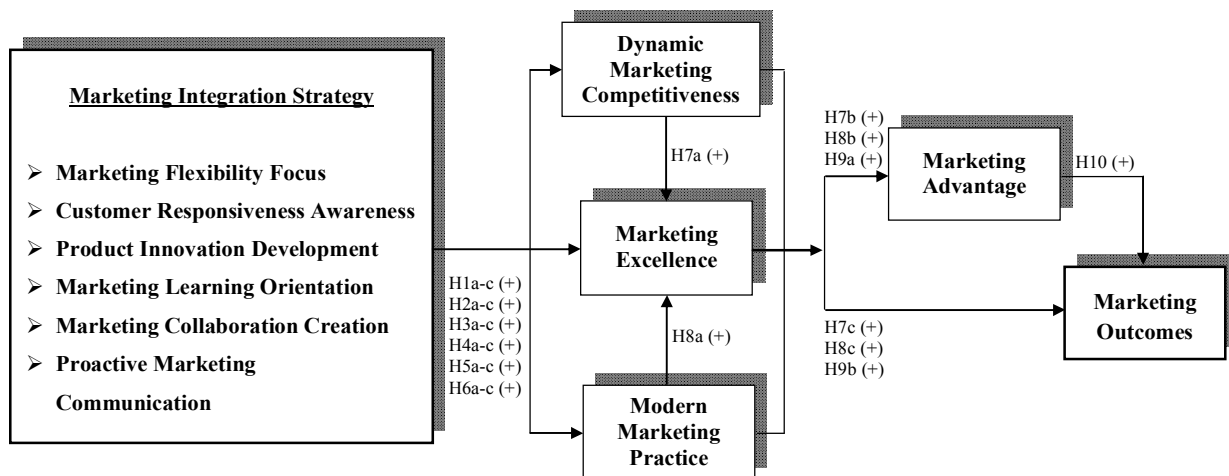 Marketing Integration Strategy
➢ Marketing Flexibility Focus
➢ Customer Responsiveness Awareness
➢ Product Innovation Development
➢ Marketing Learning Orientation
➢ Marketing Collaboration Creation
➢ Proactive Marketing
Communication
H1a-c (+)
H2a-c (+)
H3a-c (+)
H4a-c (+)
H5a-c (+)
H6a-c (+)
Dynamic
Marketing
Competitiveness
H7a (+)
Marketing
Excellence
H8a (+)
Modern
Marketing
Practice
H7b (+)
H8b (+)
H9a (+)
Marketing
Advantage
H10 (+)
H7c (+)
H8c (+)
H9b (+)
Marketing
Outcomes